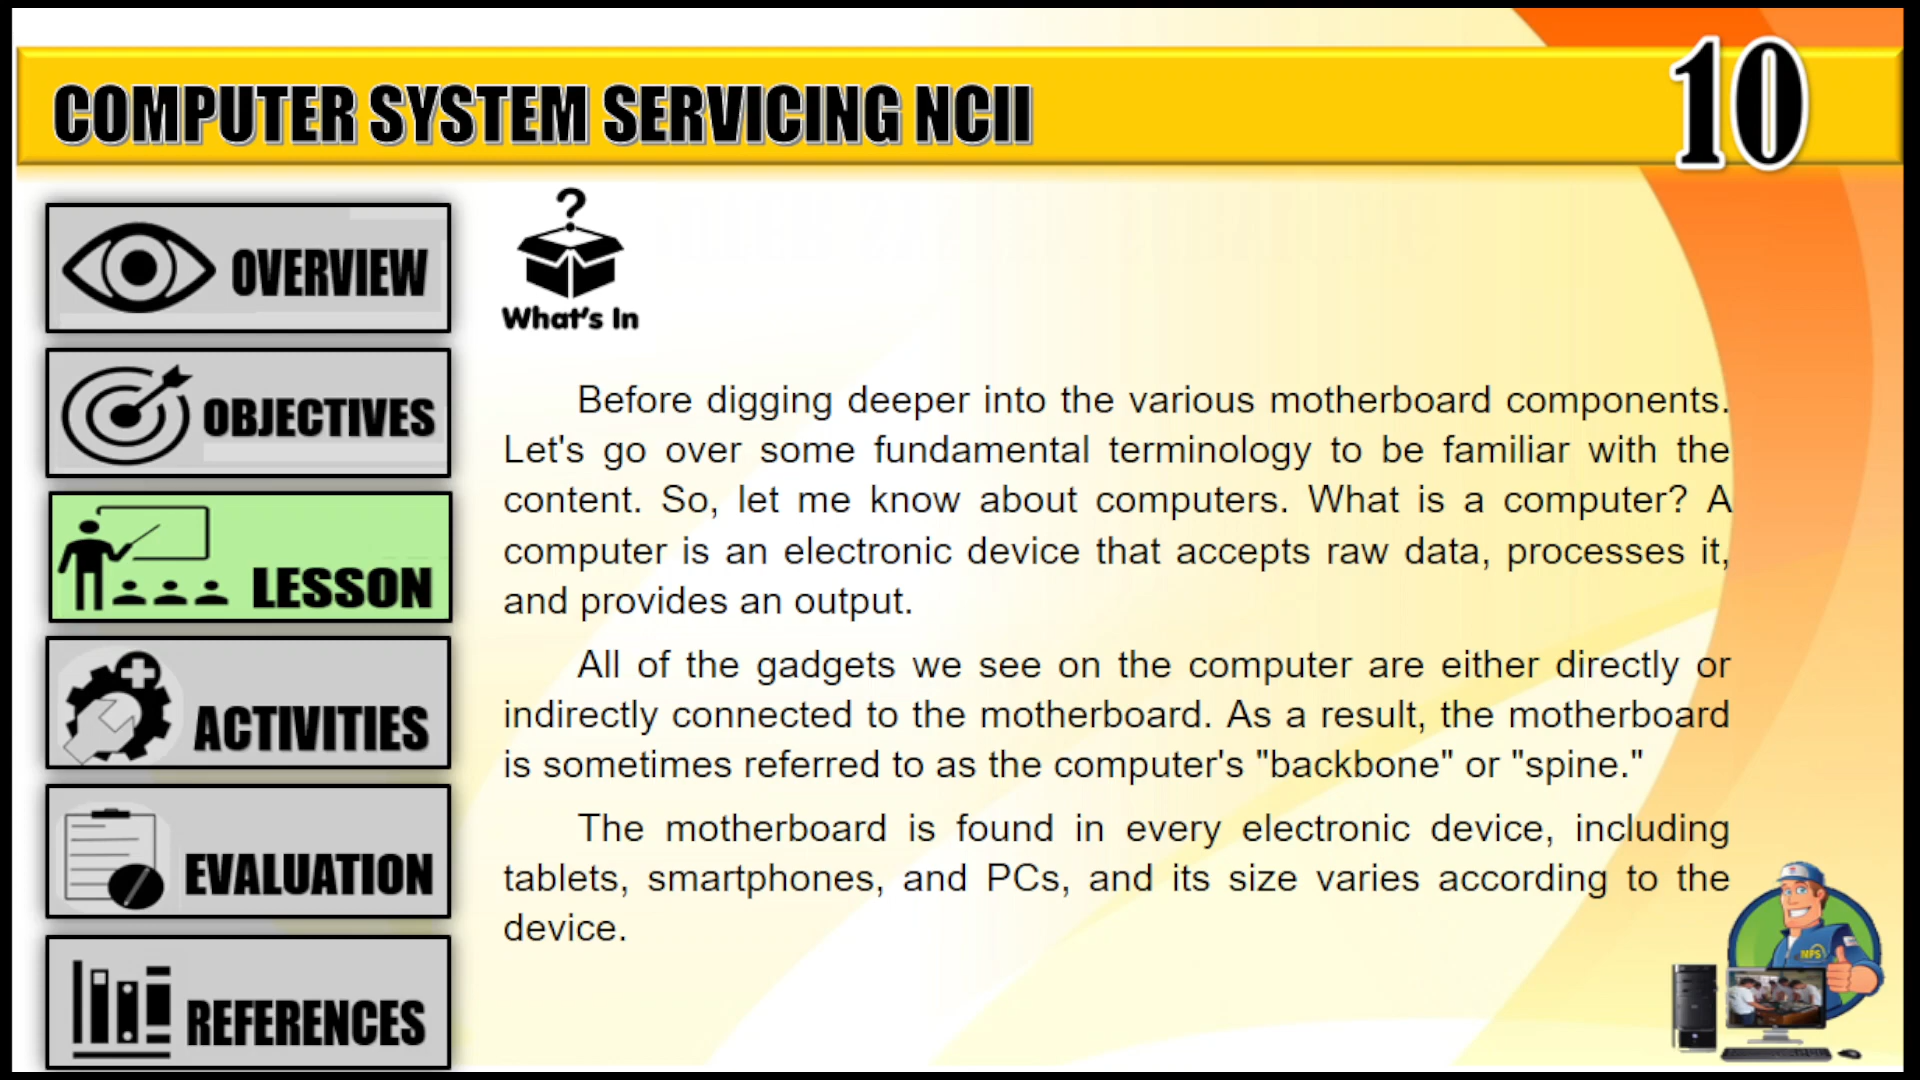 COMPUTER SYSTEM SERVICING NCII
10
OVERVIEW
OBJECTIVES
LESSON
ACTIVITIES
EVALUATION
REFERENCES
?
What's In
Before digging deeper into the various motherboard components.
Let's go over some fundamental terminology to be familiar with the
content. So, let me know about computers. What is a computer? A
computer is an electronic device that accepts raw data, processes it,
and provides an output.
All of the gadgets we see on the computer are either directly or
indirectly connected to the motherboard. As a result, the motherboard
is sometimes referred to as the computer's "backbone" or "spine."
The motherboard is found in every electronic device, including
tablets, smartphones, and PCs, and its size varies according to the
device.
NPS